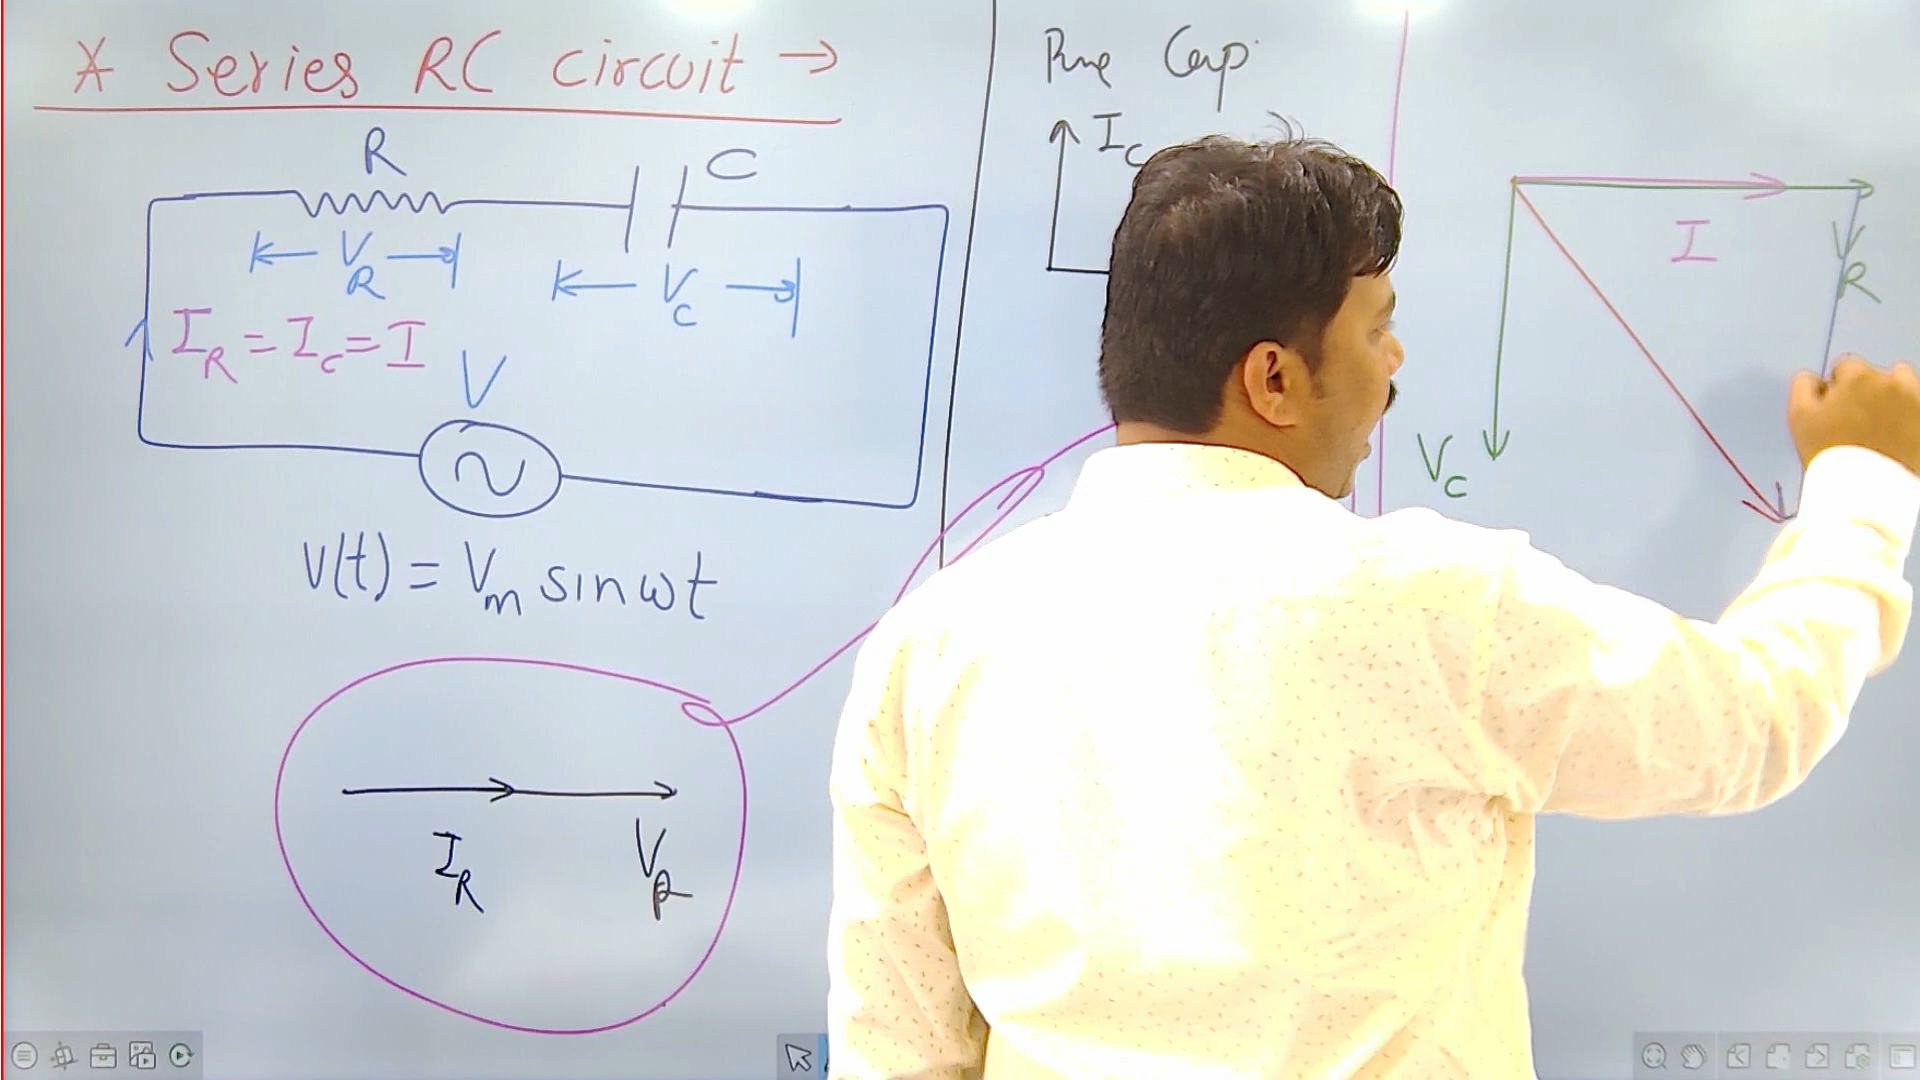 * Series RC circuit →
R
C
V_R
V_C
I_R = I_C = I
V
V(t) = V_m sin ωt
I_R
V_R
Pure Cap
I_C
I
V_R
V_C